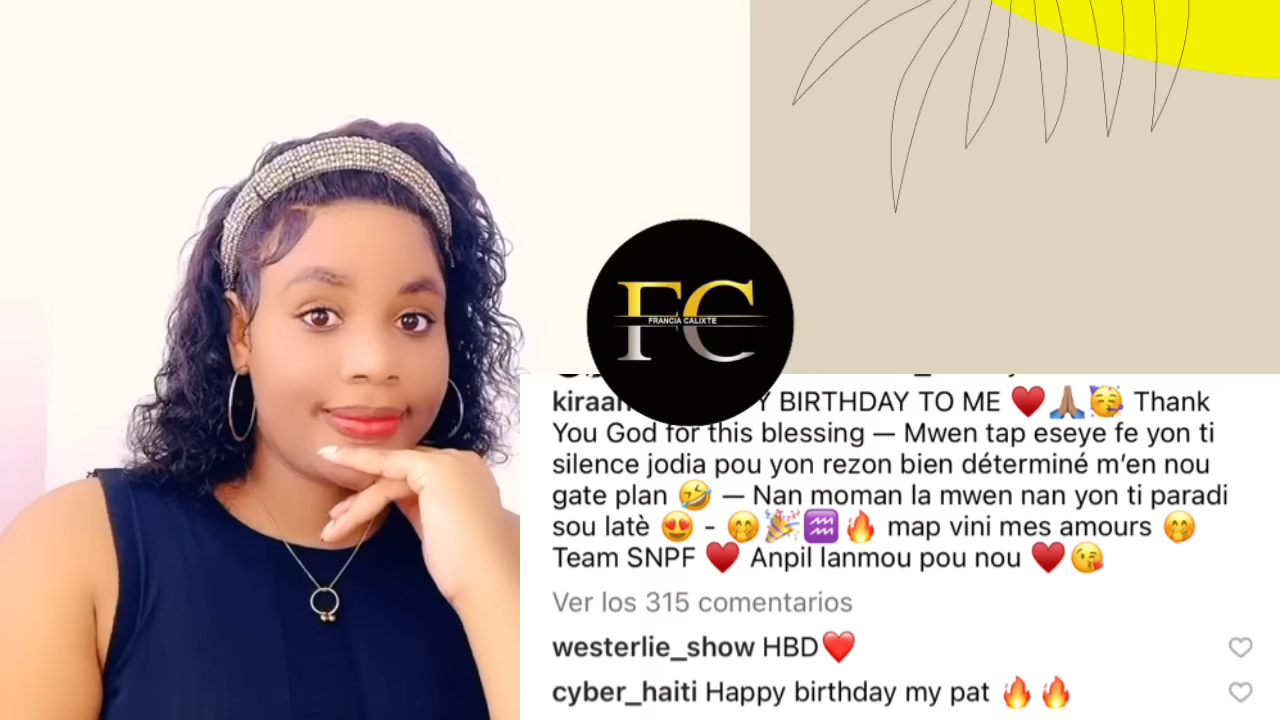 FC
FRANCIA CALIXTE
kiraan Y BIRTHDAY TO ME ♥️🙏🏽🥳 Thank
You God for this blessing — Mwen tap eseye fe yon ti
silence jodia pou yon rezon bien déterminé m’en nou
gate plan 🤣 — Nan moman la mwen nan yon ti paradi
sou latè 😍 - 🤭🎉♒🔥 map vini mes amours 🤭
Team SNPF ♥️ Anpil lanmou pou nou ♥️😘
Ver los 315 comentarios
westerlie_show HBD❤️
cyber_haiti Happy birthday my pat 🔥🔥